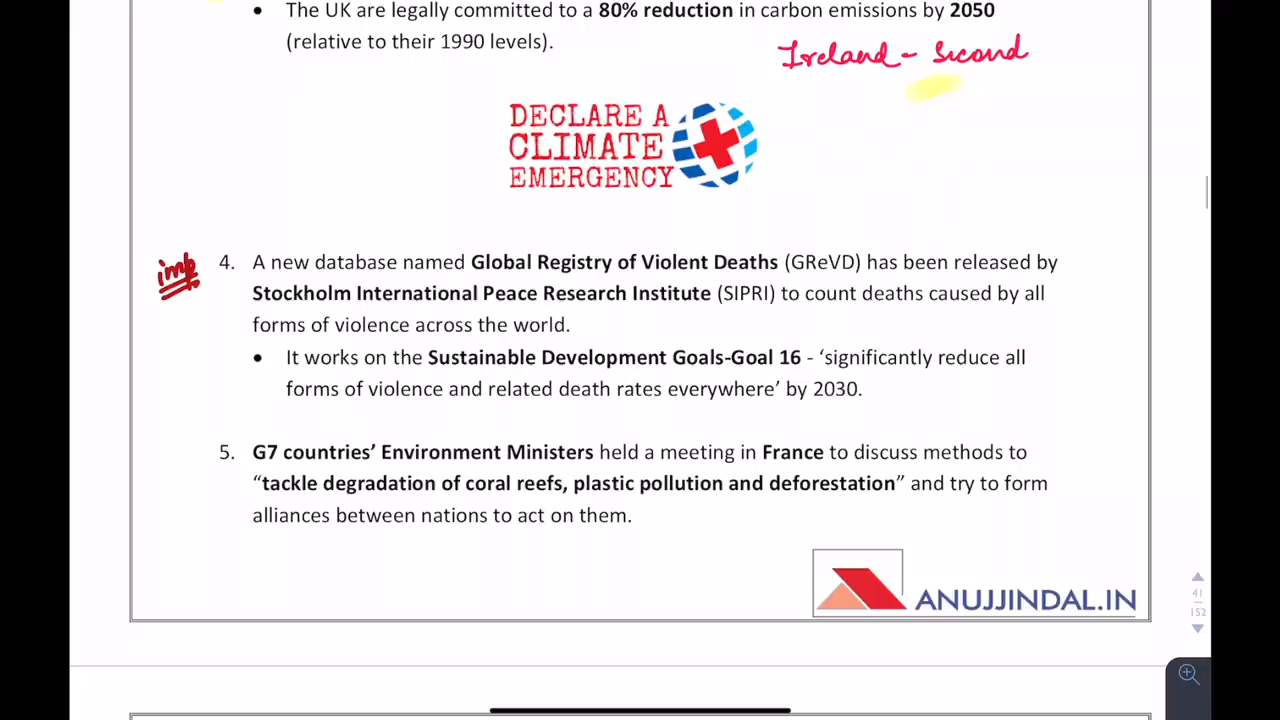 • The UK are legally committed to a 80% reduction in carbon emissions by 2050
(relative to their 1990 levels).
Ireland - Second
DECLARE A
CLIMATE
EMERGENCY
imp
4. A new database named Global Registry of Violent Deaths (GReVD) has been released by
Stockholm International Peace Research Institute (SIPRI) to count deaths caused by all
forms of violence across the world.
• It works on the Sustainable Development Goals-Goal 16 - ‘significantly reduce all
forms of violence and related death rates everywhere’ by 2030.
5. G7 countries’ Environment Ministers held a meeting in France to discuss methods to
“tackle degradation of coral reefs, plastic pollution and deforestation” and try to form
alliances between nations to act on them.
ANUJJINDAL.IN
41
152